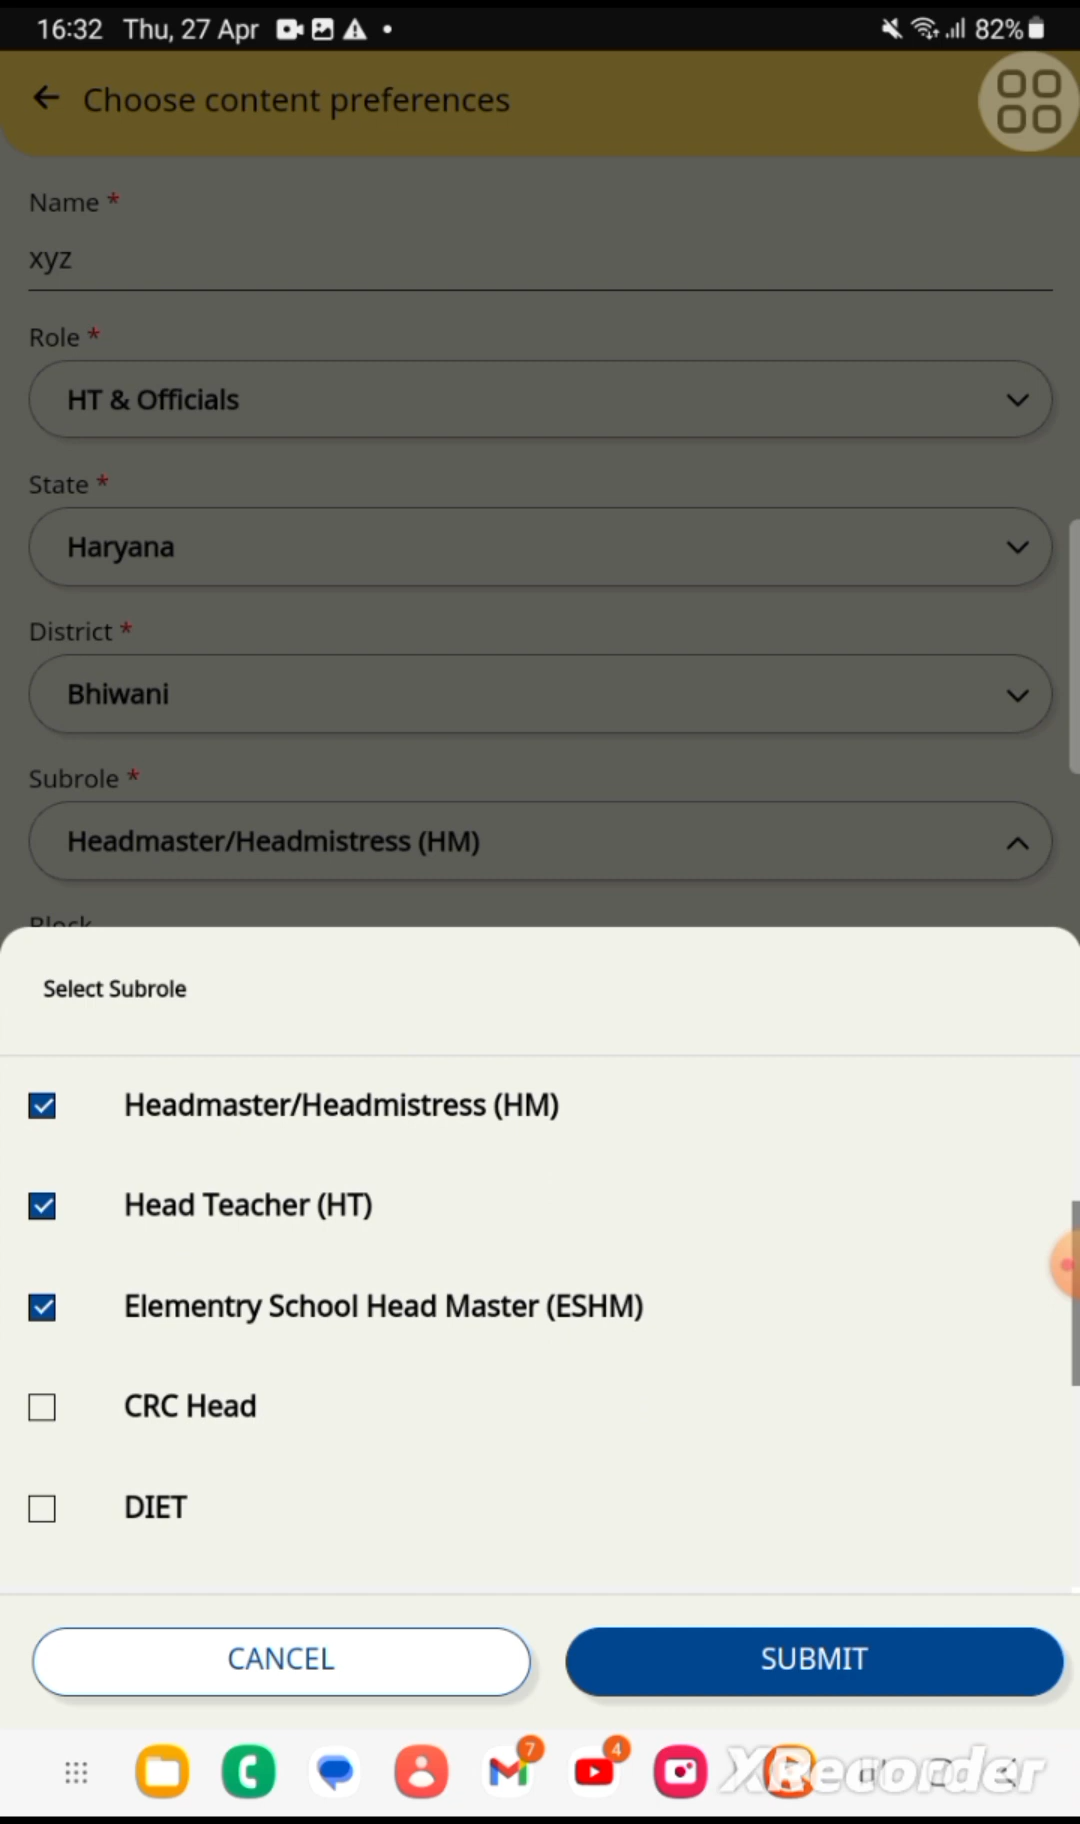 16:32 Thu, 27 Apr 82%
Choose content preferences
Name *
xyz
Role *
HT & Officials
State *
Haryana
District *
Bhiwani
Subrole *
Headmaster/Headmistress (HM)
Block
Select Subrole
Headmaster/Headmistress (HM)
Head Teacher (HT)
Elementry School Head Master (ESHM)
CRC Head
DIET
CANCEL SUBMIT
7 4
XRecorder